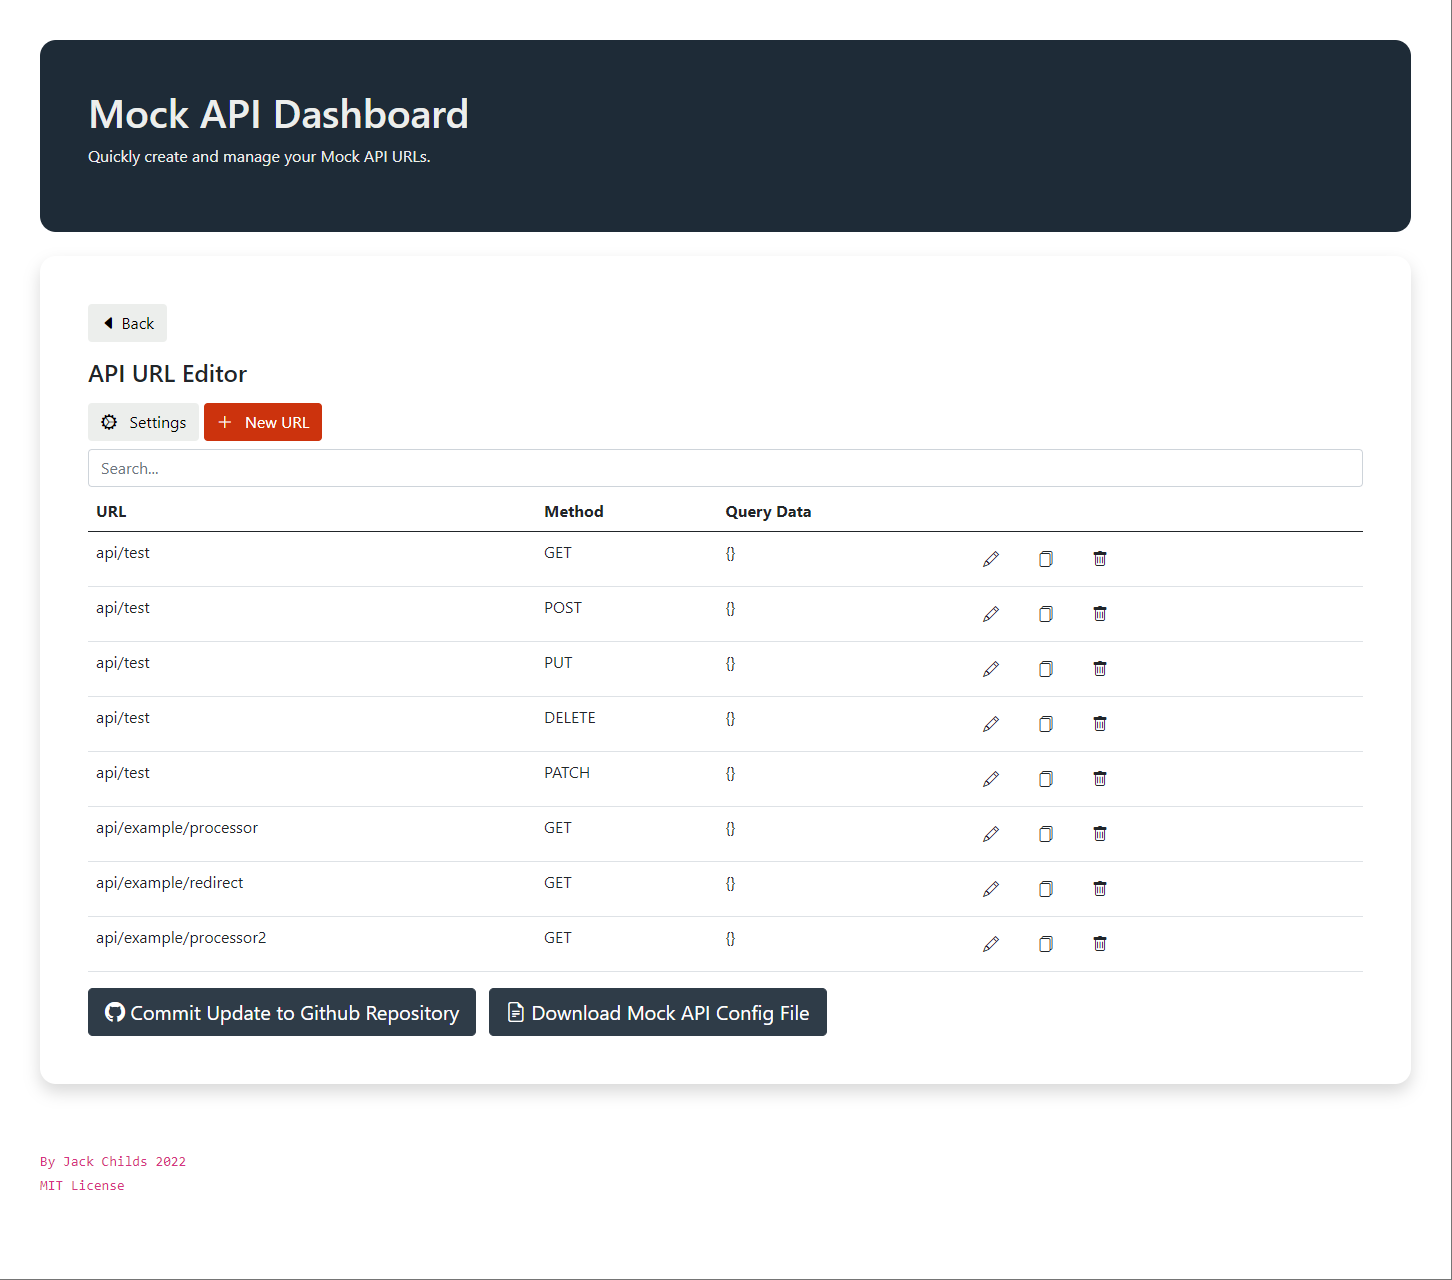 Mock API Dashboard
Quickly create and manage your Mock API URLs.
Back
API URL Editor
Settings
New URL
Search...
URL Method Query Data
api/test GET {}
api/test POST {}
api/test PUT {}
api/test DELETE {}
api/test PATCH {}
api/example/processor GET {}
api/example/redirect GET {}
api/example/processor2 GET {}
Commit Update to Github Repository
Download Mock API Config File
By Jack Childs 2022
MIT License